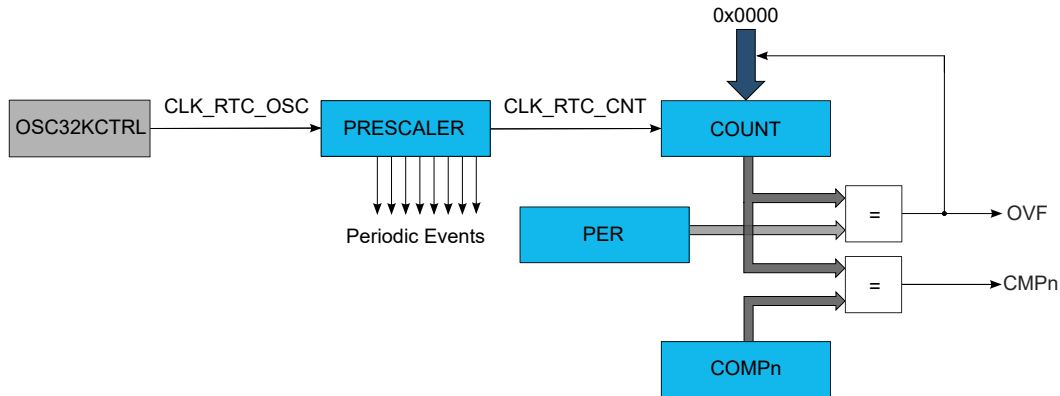 0x0000
CLK_RTC_OSC
CLK_RTC_CNT
OSC32KCTRL
PRESCALER
COUNT
Periodic Events
PER
=
OVF
=
CMPn
COMPn